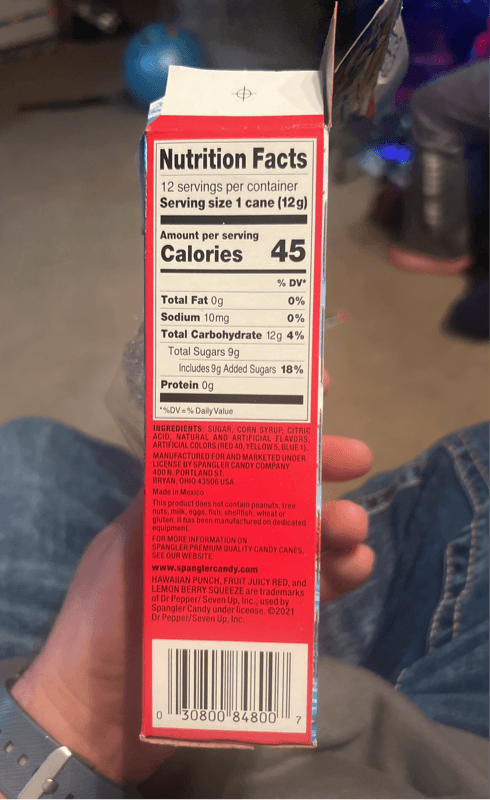 Nutrition Facts
12 servings per container
Serving size 1 cane (12g)
Amount per serving
Calories 45
% DV*
Total Fat 0g 0%
Sodium 10mg 0%
Total Carbohydrate 12g 4%
Total Sugars 9g
Includes 9g Added Sugars 18%
Protein 0g
*%DV = % Daily Value
INGREDIENTS: SUGAR, CORN SYRUP, CITRIC
ACID, NATURAL AND ARTIFICIAL FLAVORS,
ARTIFICIAL COLORS (RED 40, YELLOW 5, BLUE 1).
MANUFACTURED FOR AND MARKETED UNDER
LICENSE BY SPANGLER CANDY COMPANY
400 N. PORTLAND ST.
BRYAN, OHIO 43506 USA
Made in Mexico
This product does not contain peanuts, tree
nuts, milk, eggs, fish, shellfish, wheat or
gluten. It has been manufactured on dedicated
equipment.
FOR MORE INFORMATION ON
SPANGLER PREMIUM QUALITY CANDY CANES,
SEE OUR WEBSITE:
www.spanglercandy.com
HAWAIIAN PUNCH, FRUIT JUICY RED, and
LEMON BERRY SQUEEZE are trademarks
of Dr Pepper/Seven Up, Inc., used by
Spangler Candy under license. ©2021
Dr Pepper/Seven Up, Inc.
0 30800 84800 7